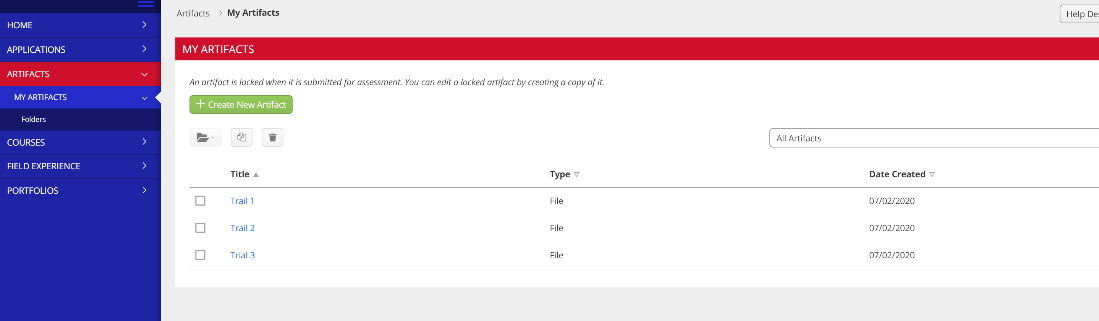 HOME
APPLICATIONS
ARTIFACTS
MY ARTIFACTS
Folders
COURSES
FIELD EXPERIENCE
PORTFOLIOS
Artifacts > My Artifacts
Help Des
MY ARTIFACTS
An artifact is locked when it is submitted for assessment. You can edit a locked artifact by creating a copy of it.
+ Create New Artifact
All Artifacts
Title Type Date Created
Trail 1 File 07/02/2020
Trail 2 File 07/02/2020
Trial 3 File 07/02/2020